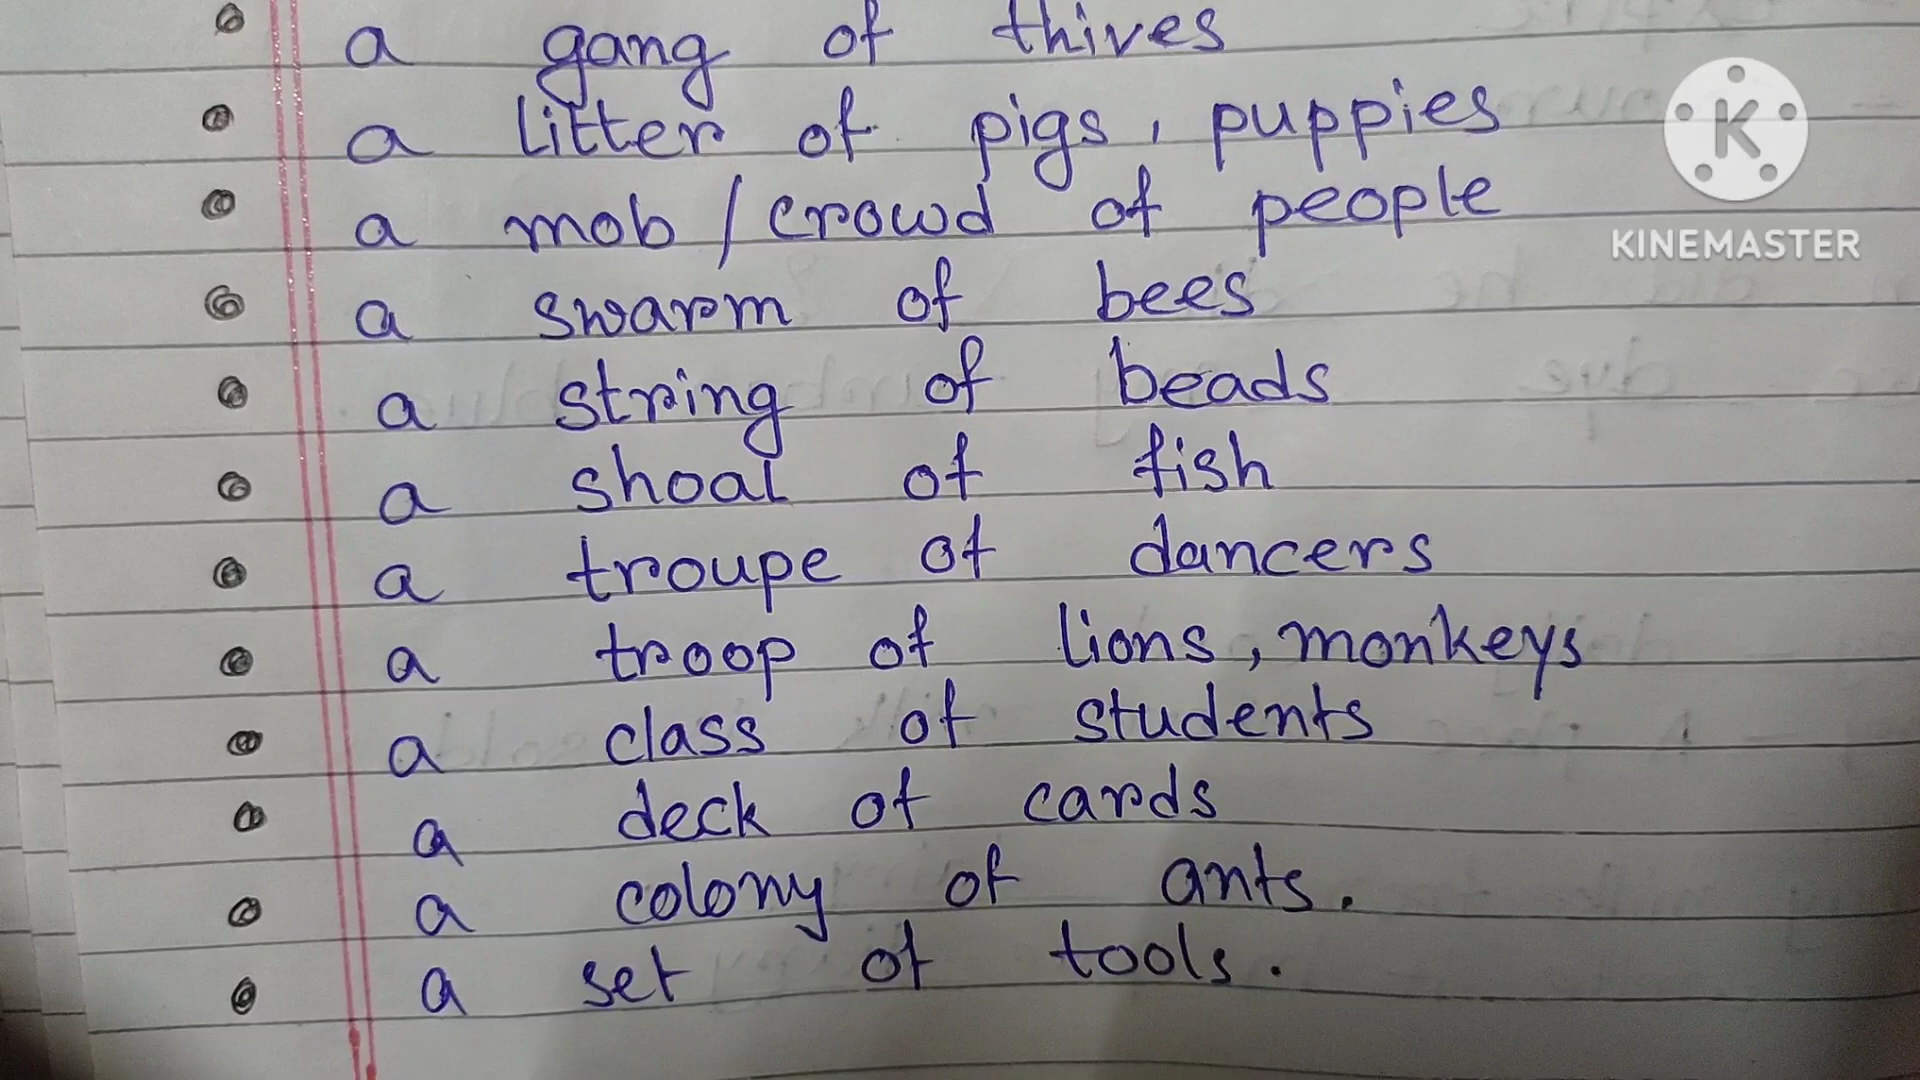 a gang of thives
a litter of pigs, puppies
a mob / crowd of people
a swarm of bees
a string of beads
a shoal of fish
a troupe of dancers
a troop of lions, monkeys
a class of students
a deck of cards
a colony of ants.
a set of tools.
K
KINEMASTER